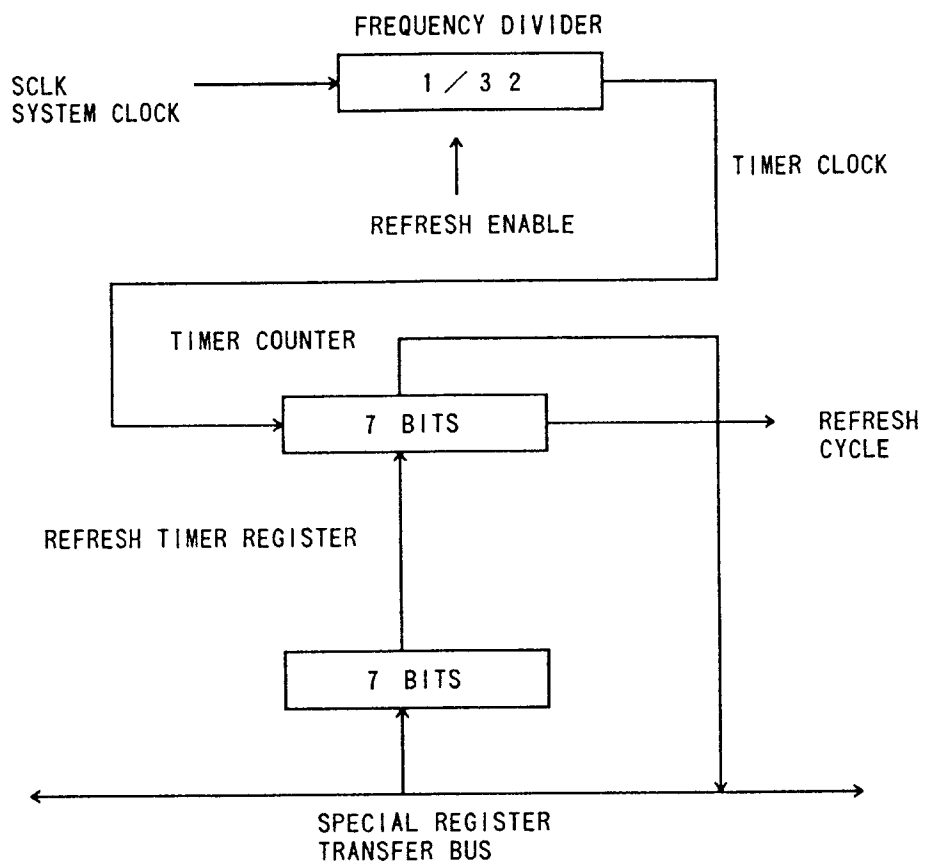 FREQUENCY DIVIDER
1/32
SCLK
SYSTEM CLOCK
TIMER CLOCK
REFRESH ENABLE
TIMER COUNTER
7 BITS
REFRESH
CYCLE
REFRESH TIMER REGISTER
7 BITS
SPECIAL REGISTER
TRANSFER BUS